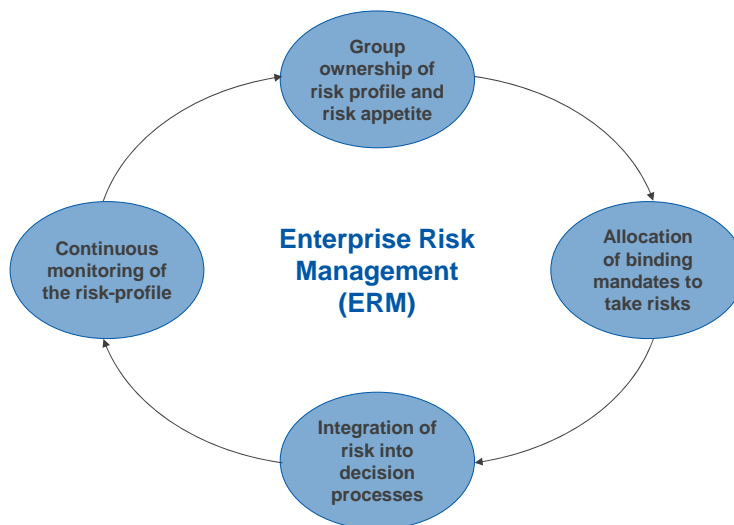 Group
ownership of
risk profile and
risk appetite
Continuous
monitoring of
the risk-profile
Enterprise Risk
Management
(ERM)
Allocation
of binding
mandates to
take risks
Integration of
risk into
decision
processes